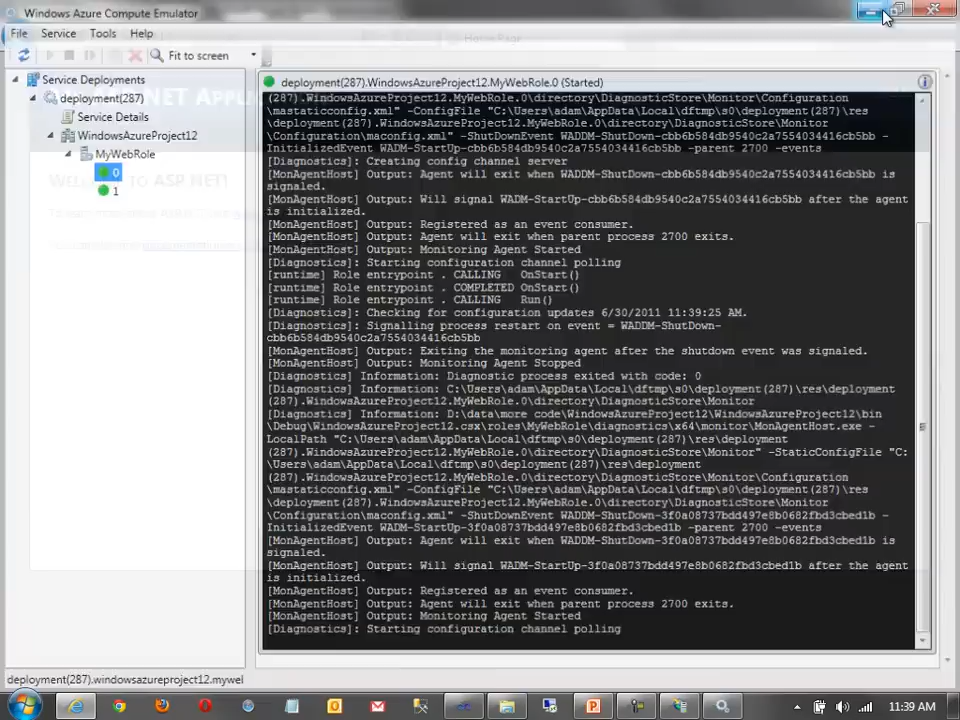 Windows Azure Compute Emulator
File Service Tools Help
Home Page
Fit to screen
Service Deployments
deployment(287)
Service Details
WindowsAzureProject12
MyWebRole
0
1
deployment(287).WindowsAzureProject12.MyWebRole.0 (Started)
(287).WindowsAzureProject12.MyWebRole.0\directory\DiagnosticStore\Monitor\Configuration
\mastaticconfig.xml" -ConfigFile "C:\Users\adam\AppData\Local\dftmp\s0\deployment(287)\res
\deployment(287).WindowsAzureProject12.MyWebRole.0\directory\DiagnosticStore\Monitor
\Configuration\maconfig.xml" -ShutDownEvent WADDM-ShutDown-cbb6b584db9540c2a7554034416cb5bb -
InitializedEvent WADM-StartUp-cbb6b584db9540c2a7554034416cb5bb -parent 2700 -events
[Diagnostics]: Creating config channel server
[MonAgentHost] Output: Agent will exit when WADDM-ShutDown-cbb6b584db9540c2a7554034416cb5bb is
signaled.
[MonAgentHost] Output: Will signal WADM-StartUp-cbb6b584db9540c2a7554034416cb5bb after the agent
is initialized.
[MonAgentHost] Output: Registered as an event consumer.
[MonAgentHost] Output: Agent will exit when parent process 2700 exits.
[MonAgentHost] Output: Monitoring Agent Started
[Diagnostics]: Starting configuration channel polling
[runtime] Role entrypoint . CALLING   OnStart()
[runtime] Role entrypoint . COMPLETED OnStart()
[runtime] Role entrypoint . CALLING   Run()
[Diagnostics]: Checking for configuration updates 6/30/2011 11:39:25 AM.
[Diagnostics]: Signalling process restart on event = WADDM-ShutDown-
cbb6b584db9540c2a7554034416cb5bb
[MonAgentHost] Output: Exiting the monitoring agent after the shutdown event was signaled.
[MonAgentHost] Output: Monitoring Agent Stopped
[Diagnostics] Information: Diagnostic process exited with code: 0
[Diagnostics] Information: C:\Users\adam\AppData\Local\dftmp\s0\deployment(287)\res\deployment
(287).WindowsAzureProject12.MyWebRole.0\directory\DiagnosticStore\Monitor
[Diagnostics] Information: D:\data\more code\WindowsAzureProject12\WindowsAzureProject12\bin
\Debug\WindowsAzureProject12.csx\roles\MyWebRole\diagnostics\x64\monitor\MonAgentHost.exe -
LocalPath "C:\Users\adam\AppData\Local\dftmp\s0\deployment(287)\res\deployment
(287).WindowsAzureProject12.MyWebRole.0\directory\DiagnosticStore\Monitor" -StaticConfigFile "C:
\Users\adam\AppData\Local\dftmp\s0\deployment(287)\res\deployment
(287).WindowsAzureProject12.MyWebRole.0\directory\DiagnosticStore\Monitor\Configuration
\mastaticconfig.xml" -ConfigFile "C:\Users\adam\AppData\Local\dftmp\s0\deployment(287)\res
\deployment(287).WindowsAzureProject12.MyWebRole.0\directory\DiagnosticStore\Monitor
\Configuration\maconfig.xml" -ShutDownEvent WADDM-ShutDown-3f0a08737bdd497e8b0682fbd3cbed1b -
InitializedEvent WADM-StartUp-3f0a08737bdd497e8b0682fbd3cbed1b -parent 2700 -events
[MonAgentHost] Output: Agent will exit when WADDM-ShutDown-3f0a08737bdd497e8b0682fbd3cbed1b is
signaled.
[MonAgentHost] Output: Will signal WADM-StartUp-3f0a08737bdd497e8b0682fbd3cbed1b after the agent
is initialized.
[MonAgentHost] Output: Registered as an event consumer.
[MonAgentHost] Output: Agent will exit when parent process 2700 exits.
[MonAgentHost] Output: Monitoring Agent Started
[Diagnostics]: Starting configuration channel polling
WELCOME TO ASP.NET!
deployment(287).windowsazureproject12.mywel
11:39 AM